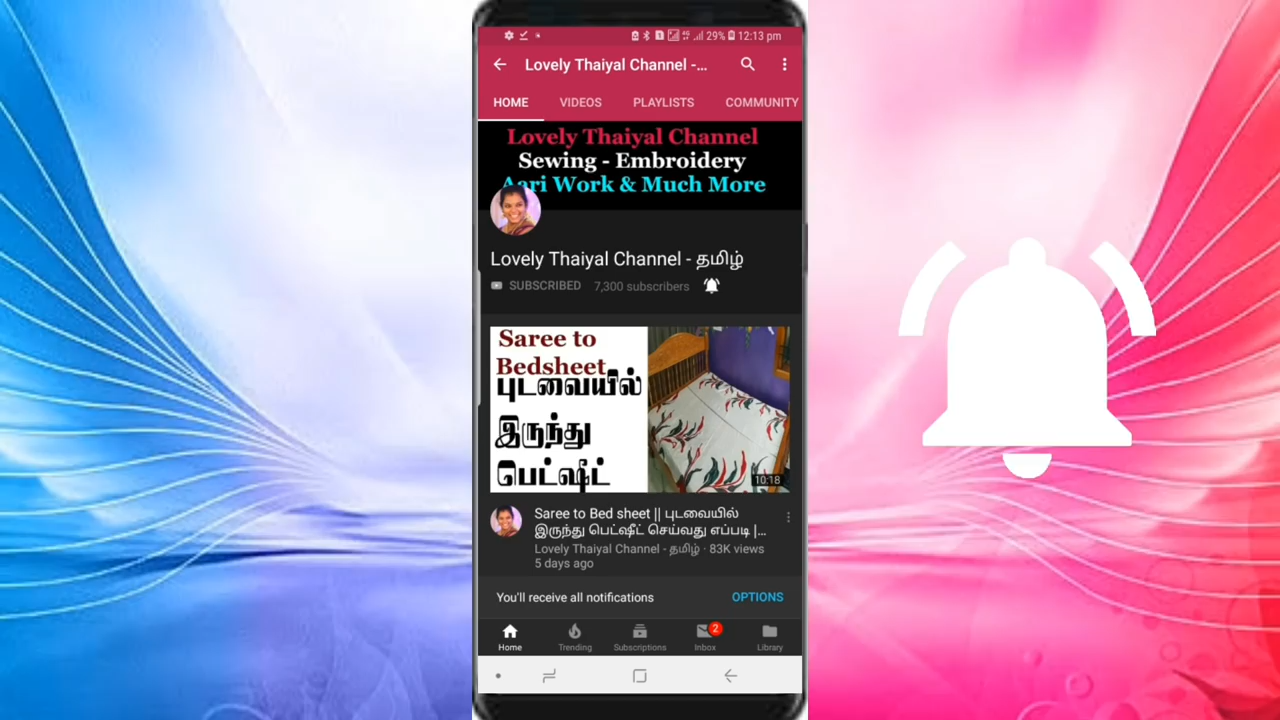 29% 12:13 pm
Lovely Thaiyal Channel -...
HOME VIDEOS PLAYLISTS COMMUNITY
Lovely Thaiyal Channel
Sewing - Embroidery
Aari Work & Much More
Lovely Thaiyal Channel - தமிழ்
SUBSCRIBED 7,300 subscribers
Saree to
Bedsheet
புடவையில்
இருந்து
பெட்ஷீட்
10:18
Saree to Bed sheet || புடவையில்
இருந்து பெட்ஷீட் செய்வது எப்படி |...
Lovely Thaiyal Channel - தமிழ் · 83K views
5 days ago
You'll receive all notifications OPTIONS
2
Home Trending Subscriptions Inbox Library